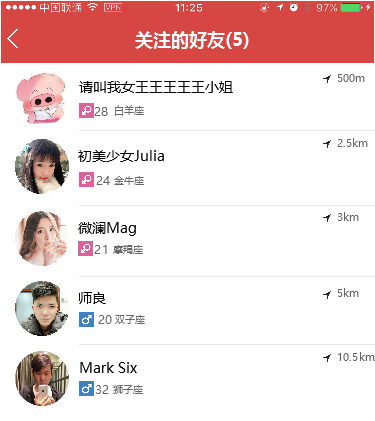 中国联通 VPN 11:25 97%
关注的好友(5)
请叫我女王王王王王小姐 500m
28 白羊座
初美少女Julia 2.5km
24 金牛座
微澜Mag 3km
21 摩羯座
师良 5km
20 双子座
Mark Six 10.5km
32 狮子座